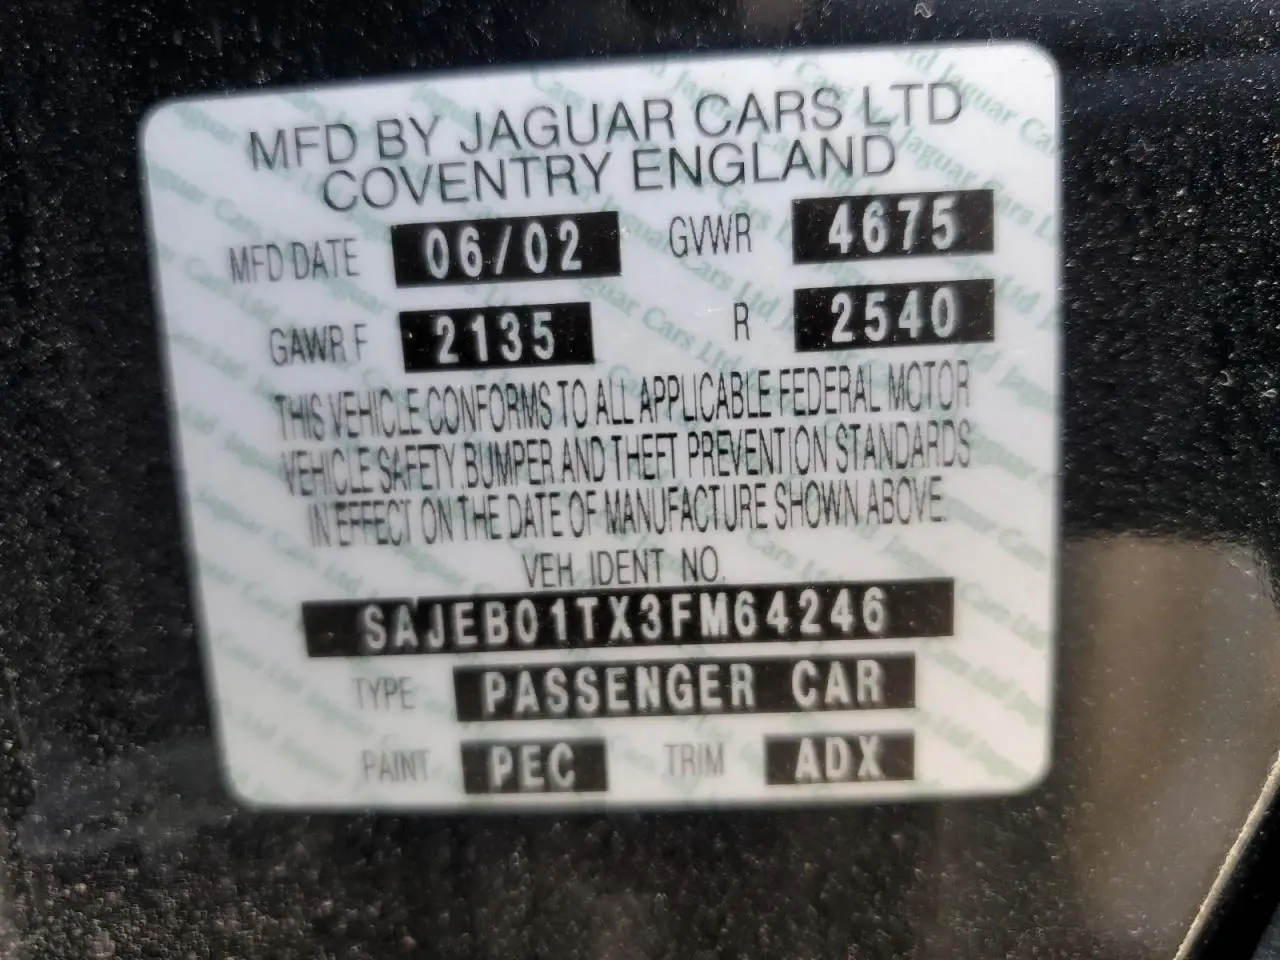 MFD BY JAGUAR CARS LTD
COVENTRY ENGLAND
MFD DATE 06/02 GVWR 4675
GAWR F 2135 R 2540
THIS VEHICLE CONFORMS TO ALL APPLICABLE FEDERAL MOTOR
VEHICLE SAFETY, BUMPER AND THEFT PREVENTION STANDARDS
IN EFFECT ON THE DATE OF MANUFACTURE SHOWN ABOVE.
VEH IDENT NO.
SAJEB01TX3FM64246
TYPE PASSENGER CAR
PAINT PEC TRIM ADX